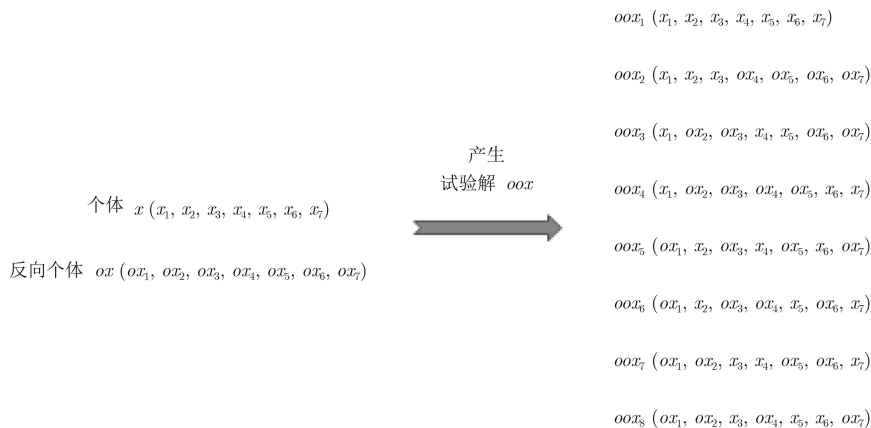 oox₁ (x₁, x₂, x₃, x₄, x₅, x₆, x₇)
oox₂ (x₁, x₂, x₃, ox₄, ox₅, ox₆, ox₇)
oox₃ (x₁, ox₂, ox₃, x₄, x₅, ox₆, ox₇)
产生
试验解 oox
oox₄ (x₁, ox₂, ox₃, ox₄, ox₅, x₆, x₇)
个体 x (x₁, x₂, x₃, x₄, x₅, x₆, x₇)
oox₅ (ox₁, x₂, ox₃, x₄, ox₅, x₆, ox₇)
反向个体 ox (ox₁, ox₂, ox₃, ox₄, ox₅, ox₆, ox₇)
oox₆ (ox₁, x₂, ox₃, ox₄, x₅, ox₆, x₇)
oox₇ (ox₁, ox₂, x₃, x₄, ox₅, ox₆, x₇)
oox₈ (ox₁, ox₂, x₃, ox₄, x₅, x₆, ox₇)